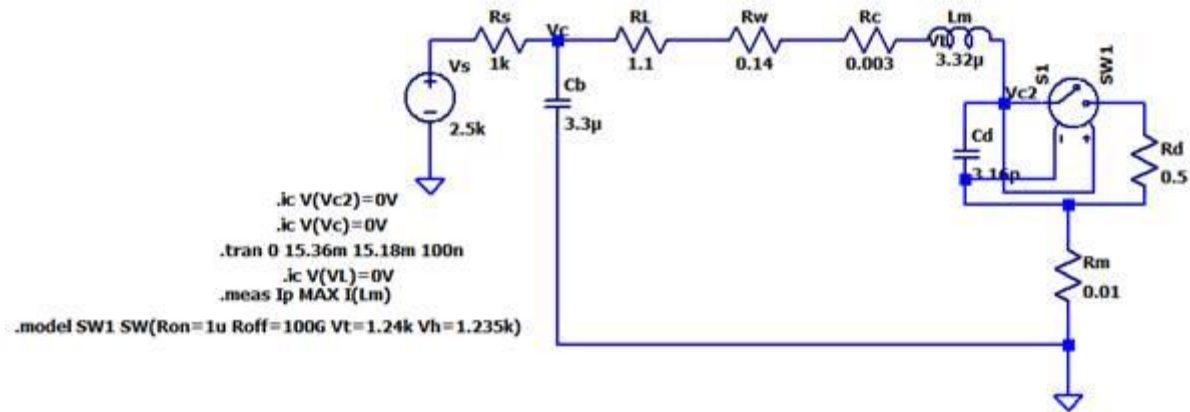 Rs
1k
Vs
2.5k
Vc
Cb
3.3µ
RL
1.1
Rw
0.14
Rc
0.003
VL
Lm
3.32µ
Vc2
S1
SW1
Cd
3.16p
Rd
0.5
Rm
0.01
.ic V(Vc2)=0V
.ic V(Vc)=0V
.tran 0 15.36m 15.18m 100n
.ic V(VL)=0V
.meas Ip MAX I(Lm)
.model SW1 SW(Ron=1u Roff=100G Vt=1.24k Vh=1.235k)